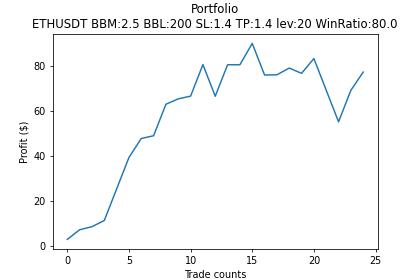 Portfolio
ETHUSDT BBM:2.5 BBL:200 SL:1.4 TP:1.4 lev:20 WinRatio:80.0
Profit ($)
80
60
40
20
0
0 5 10 15 20 25
Trade counts